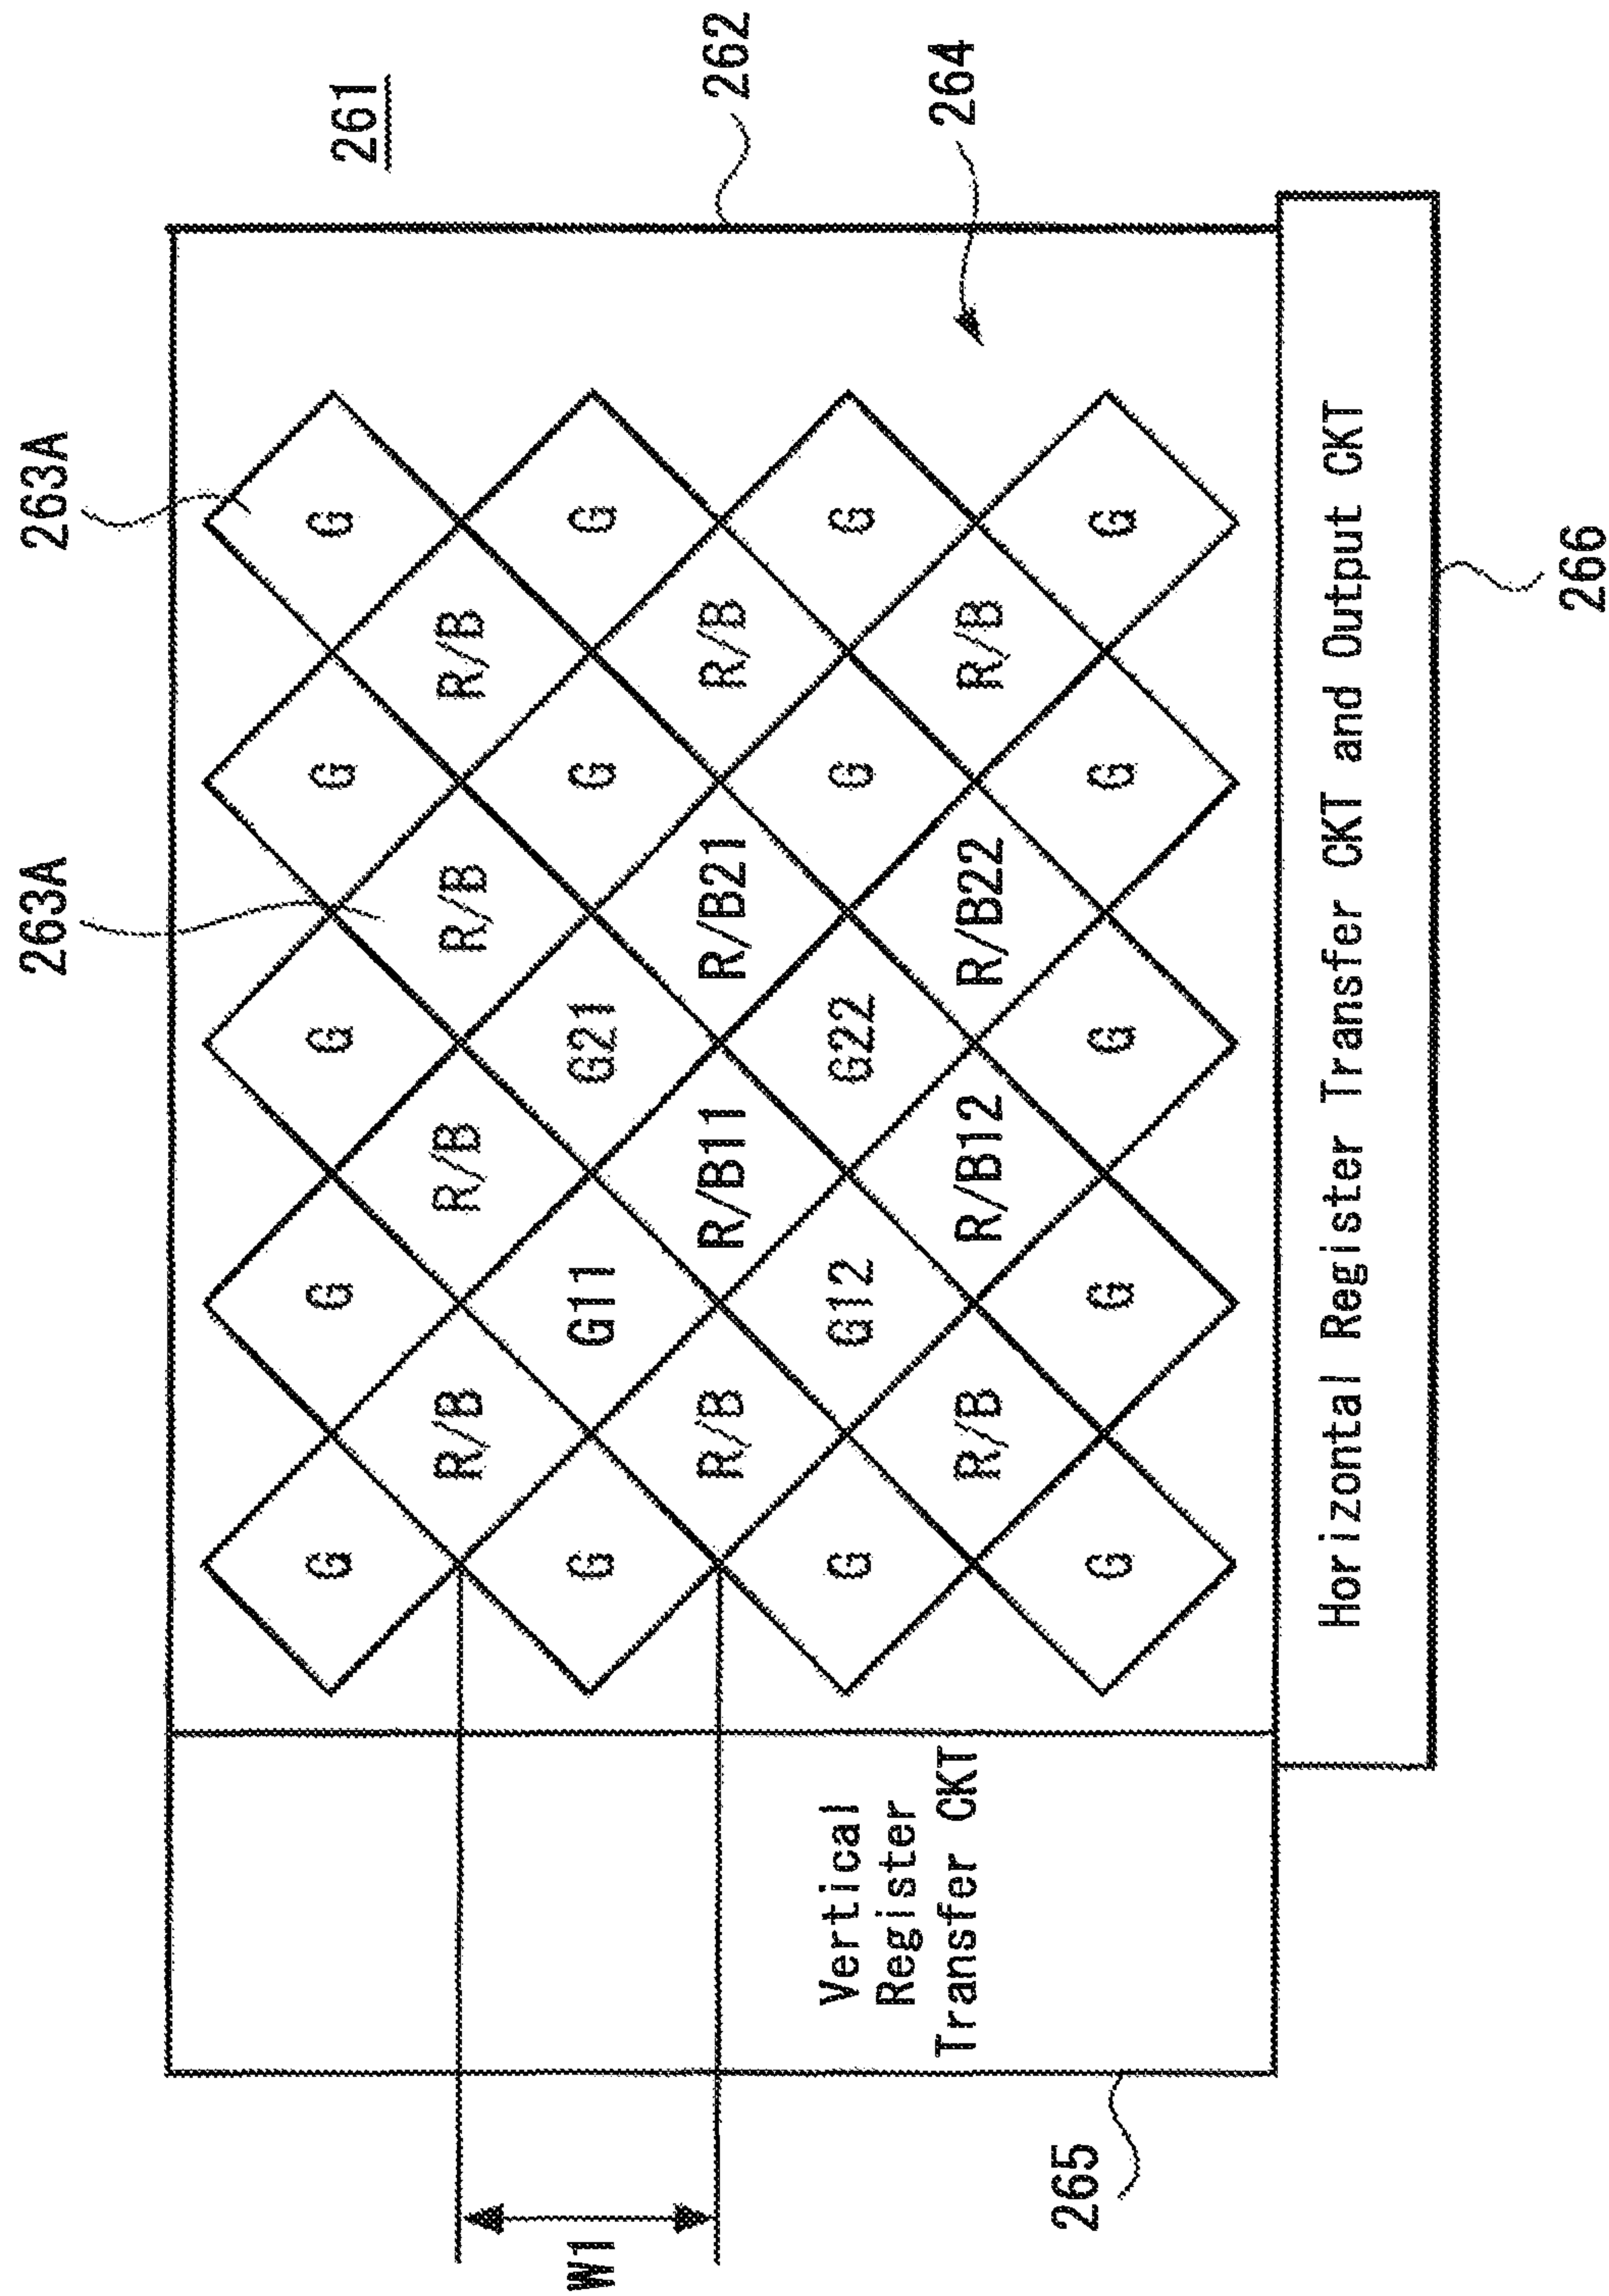 263A 263A
261
G G G G G
R/B R/B R/B R/B
W1
G G11 G21 G G
262
R/B R/B11 R/B21 R/B
G G12 G22 G G
264
R/B R/B12 R/B22 R/B
G G G G G
Vertical
Register
Transfer CKT
265
Horizontal Register Transfer CKT and Output CKT
266